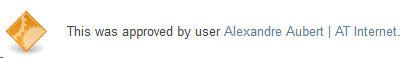 This was approved by user Alexandre Aubert | AT Internet.